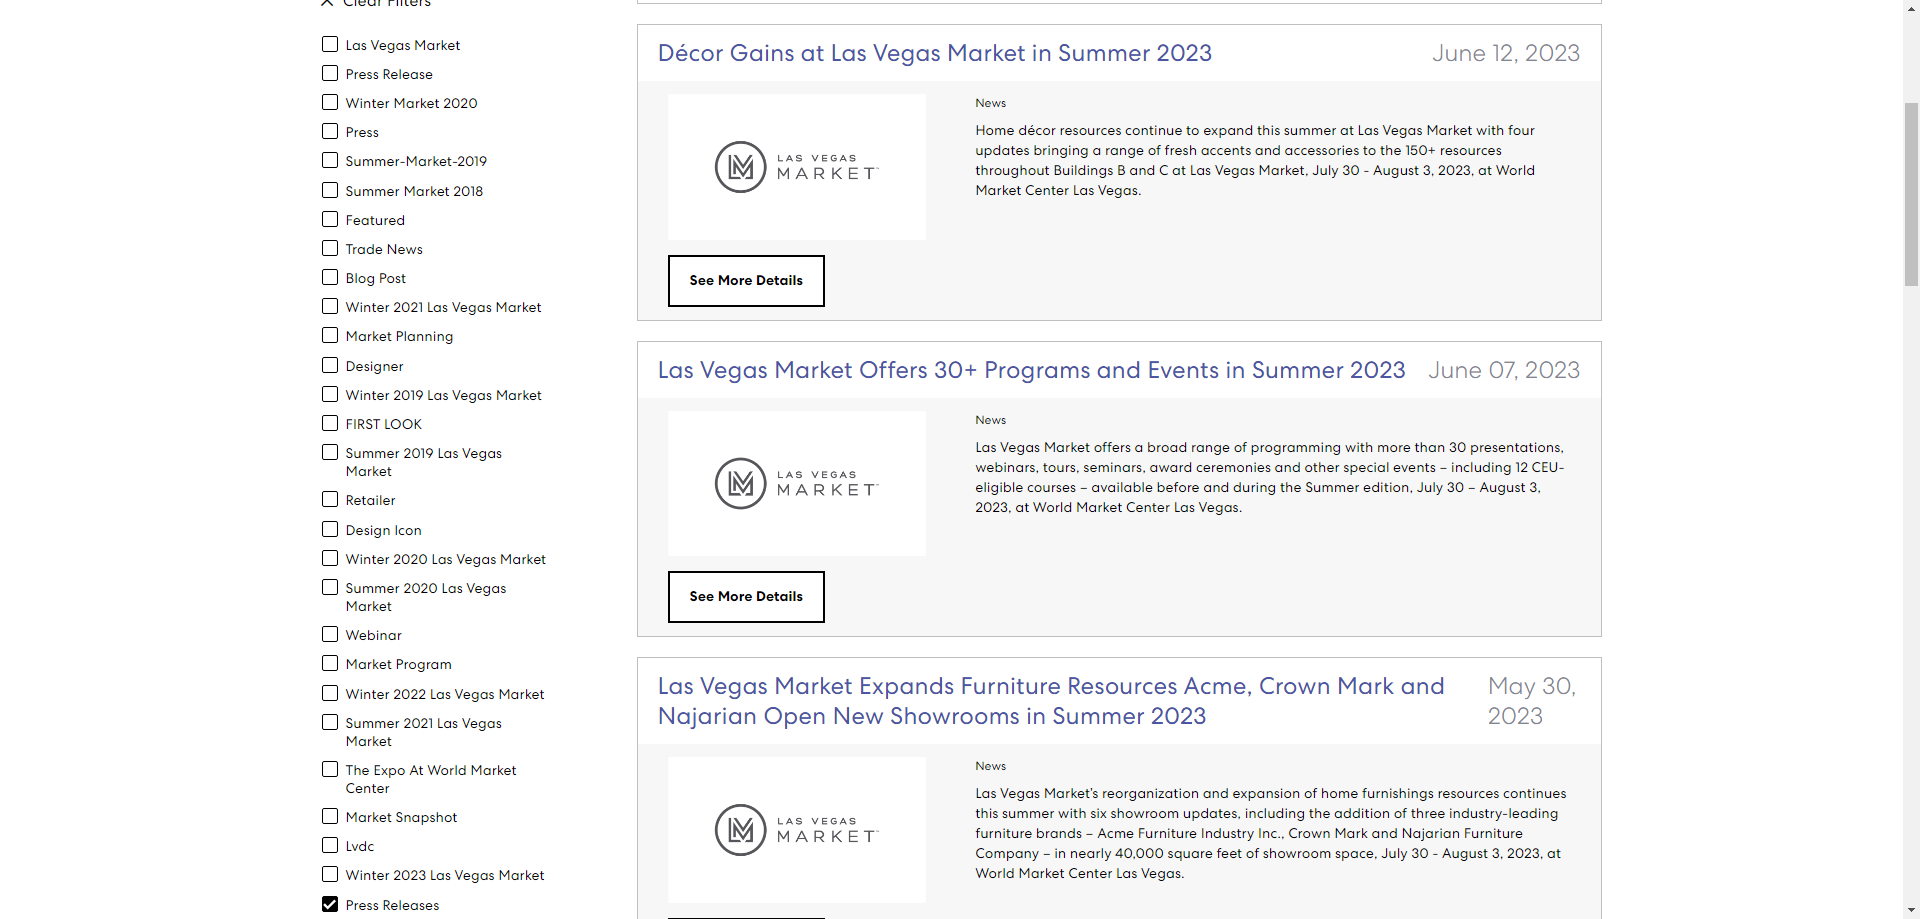 Clear Filters
Las Vegas Market
Press Release
Winter Market 2020
Press
Summer-Market-2019
Summer Market 2018
Featured
Trade News
Blog Post
Winter 2021 Las Vegas Market
Market Planning
Designer
Winter 2019 Las Vegas Market
FIRST LOOK
Summer 2019 Las Vegas
Market
Retailer
Design Icon
Winter 2020 Las Vegas Market
Summer 2020 Las Vegas
Market
Webinar
Market Program
Winter 2022 Las Vegas Market
Summer 2021 Las Vegas
Market
The Expo At World Market
Center
Market Snapshot
Lvdc
Winter 2023 Las Vegas Market
Press Releases
Décor Gains at Las Vegas Market in Summer 2023
June 12, 2023
LAS VEGAS
MARKET
News
Home décor resources continue to expand this summer at Las Vegas Market with four
updates bringing a range of fresh accents and accessories to the 150+ resources
throughout Buildings B and C at Las Vegas Market, July 30 - August 3, 2023, at World
Market Center Las Vegas.
See More Details
Las Vegas Market Offers 30+ Programs and Events in Summer 2023
June 07, 2023
LAS VEGAS
MARKET
News
Las Vegas Market offers a broad range of programming with more than 30 presentations,
webinars, tours, seminars, award ceremonies and other special events – including 12 CEU-
eligible courses – available before and during the Summer edition, July 30 – August 3,
2023, at World Market Center Las Vegas.
See More Details
Las Vegas Market Expands Furniture Resources Acme, Crown Mark and
Najarian Open New Showrooms in Summer 2023
May 30,
2023
LAS VEGAS
MARKET
News
Las Vegas Market's reorganization and expansion of home furnishings resources continues
this summer with six showroom updates, including the addition of three industry-leading
furniture brands – Acme Furniture Industry Inc., Crown Mark and Najarian Furniture
Company – in nearly 40,000 square feet of showroom space, July 30 - August 3, 2023, at
World Market Center Las Vegas.